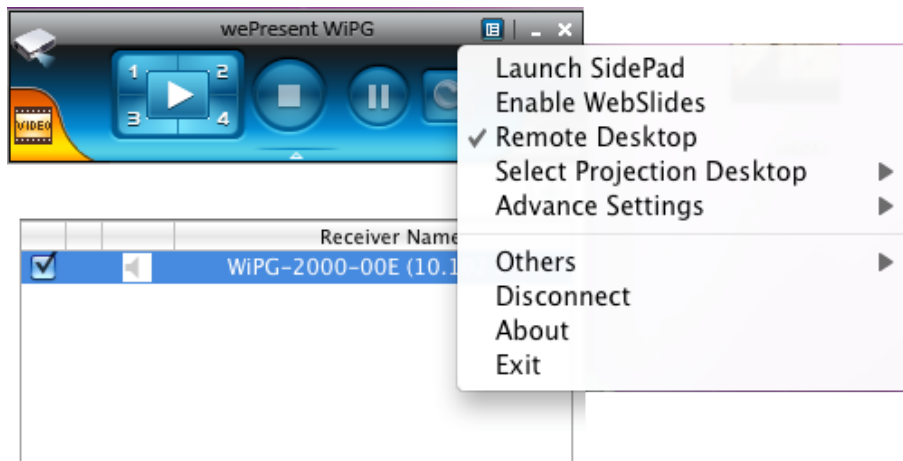 wePresent WiPG
1 2
3 4
VIDEO
Launch SidePad
Enable WebSlides
Remote Desktop
Select Projection Desktop
Advance Settings
Others
Disconnect
About
Exit
Receiver Name
WiPG-2000-00E (10.1